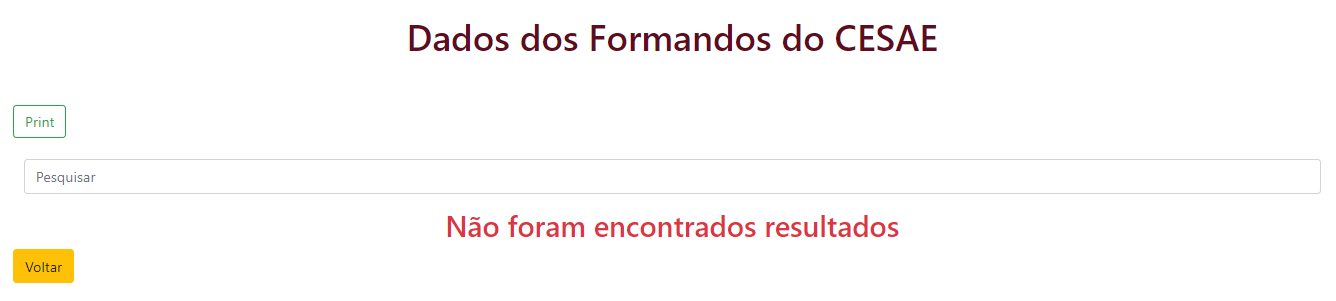 Dados dos Formandos do CESAE
Print
Pesquisar
Não foram encontrados resultados
Voltar